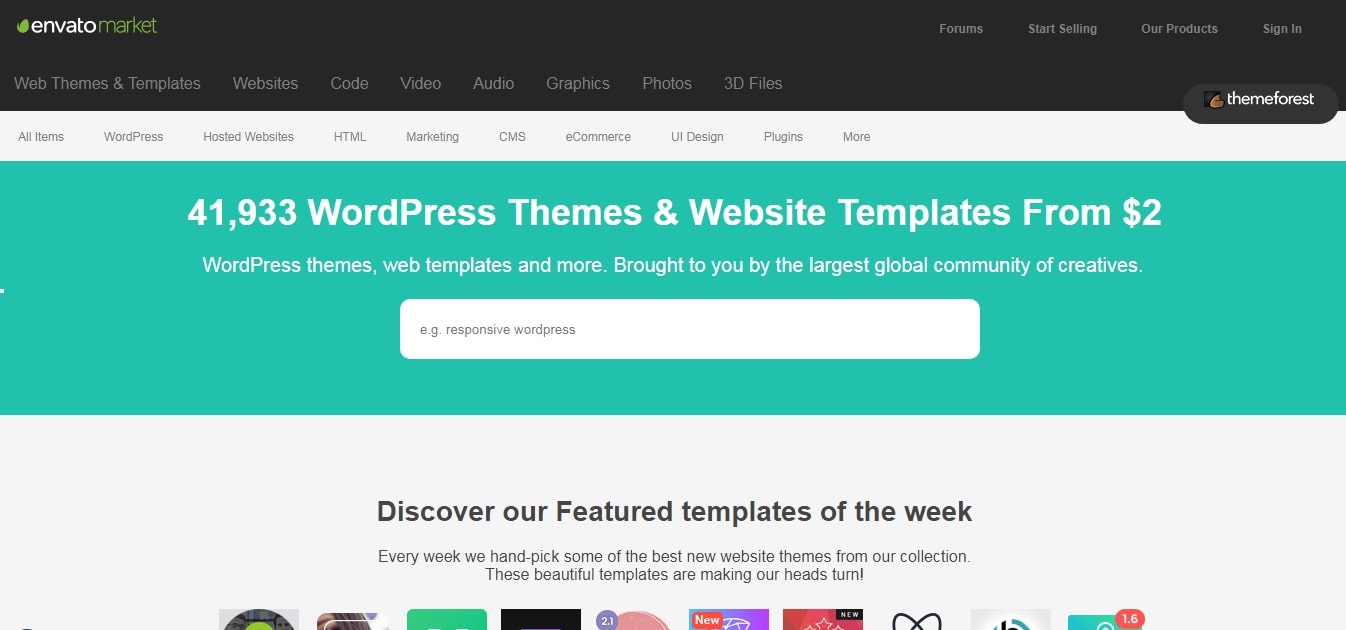 envatomarket
Forums Start Selling Our Products Sign In
Web Themes & Templates Websites Code Video Audio Graphics Photos 3D Files
themeforest
All Items WordPress Hosted Websites HTML Marketing CMS eCommerce UI Design Plugins More
41,933 WordPress Themes & Website Templates From $2
WordPress themes, web templates and more. Brought to you by the largest global community of creatives.
e.g. responsive wordpress
Discover our Featured templates of the week
Every week we hand-pick some of the best new website themes from our collection.
These beautiful templates are making our heads turn!
2.1 New NEW 1.6